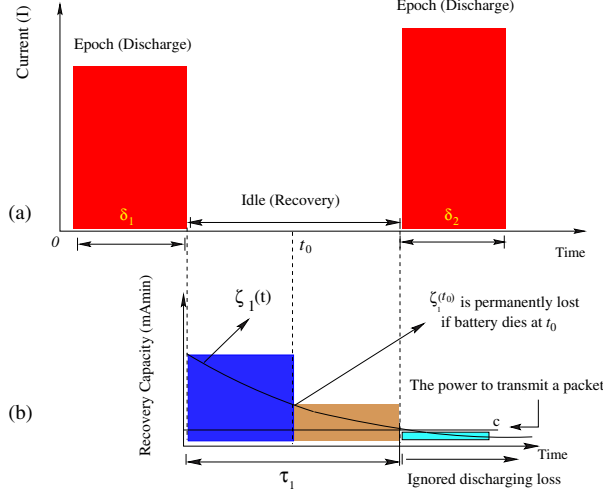 Epoch (Discharge)
Epoch (Discharge)
Current (I)
Idle (Recovery)
(a)
δ1
δ2
0
t0
Time
ζ1(t)
ζ1(t0) is permanently lost
if battery dies at t0
Recovery Capacity (mAmin)
The power to transmit a packet
(b)
c
Time
τ1
Ignored discharging loss